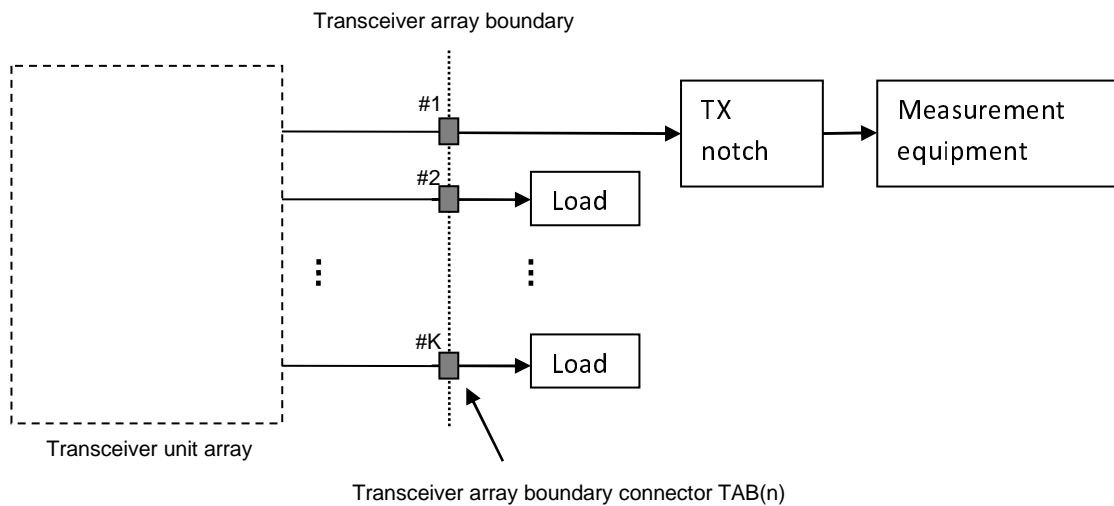 Transceiver array boundary
#1
TX
notch
Measurement
equipment
#2
Load
#K
Load
Transceiver unit array
Transceiver array boundary connector TAB(n)